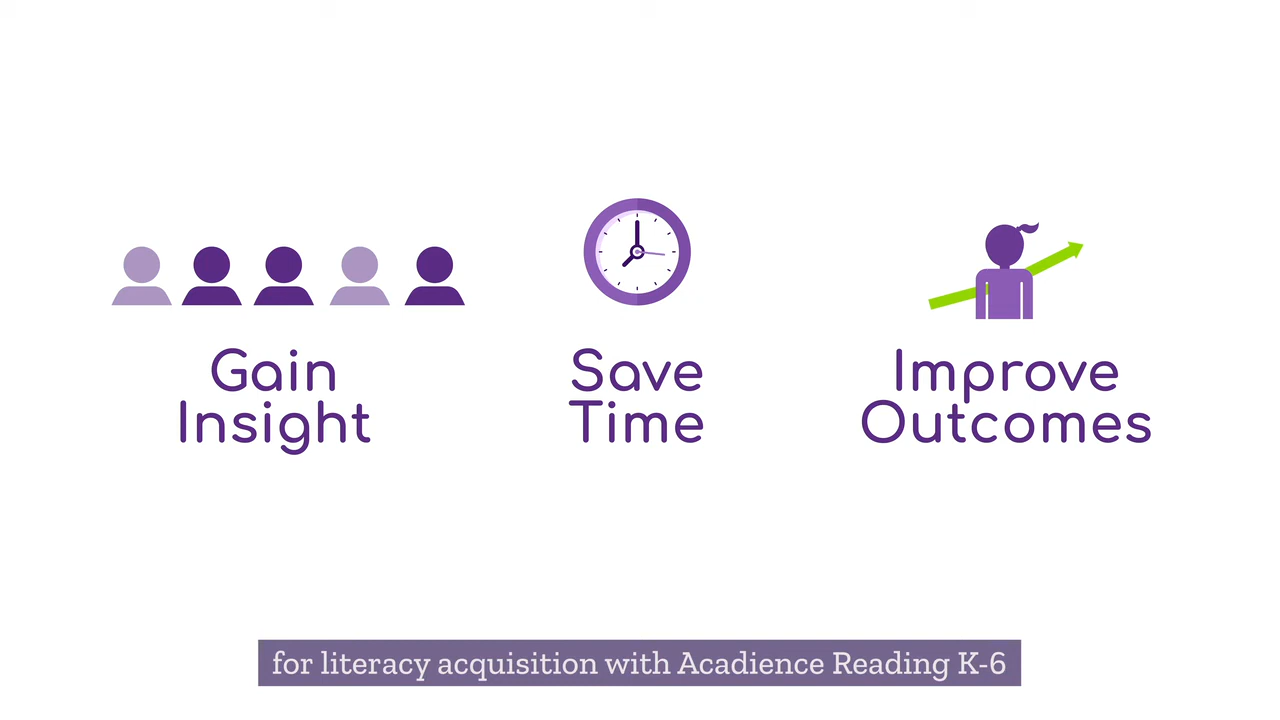 Gain
Insight
Save
Time
Improve
Outcomes
for literacy acquisition with Acadience Reading K-6